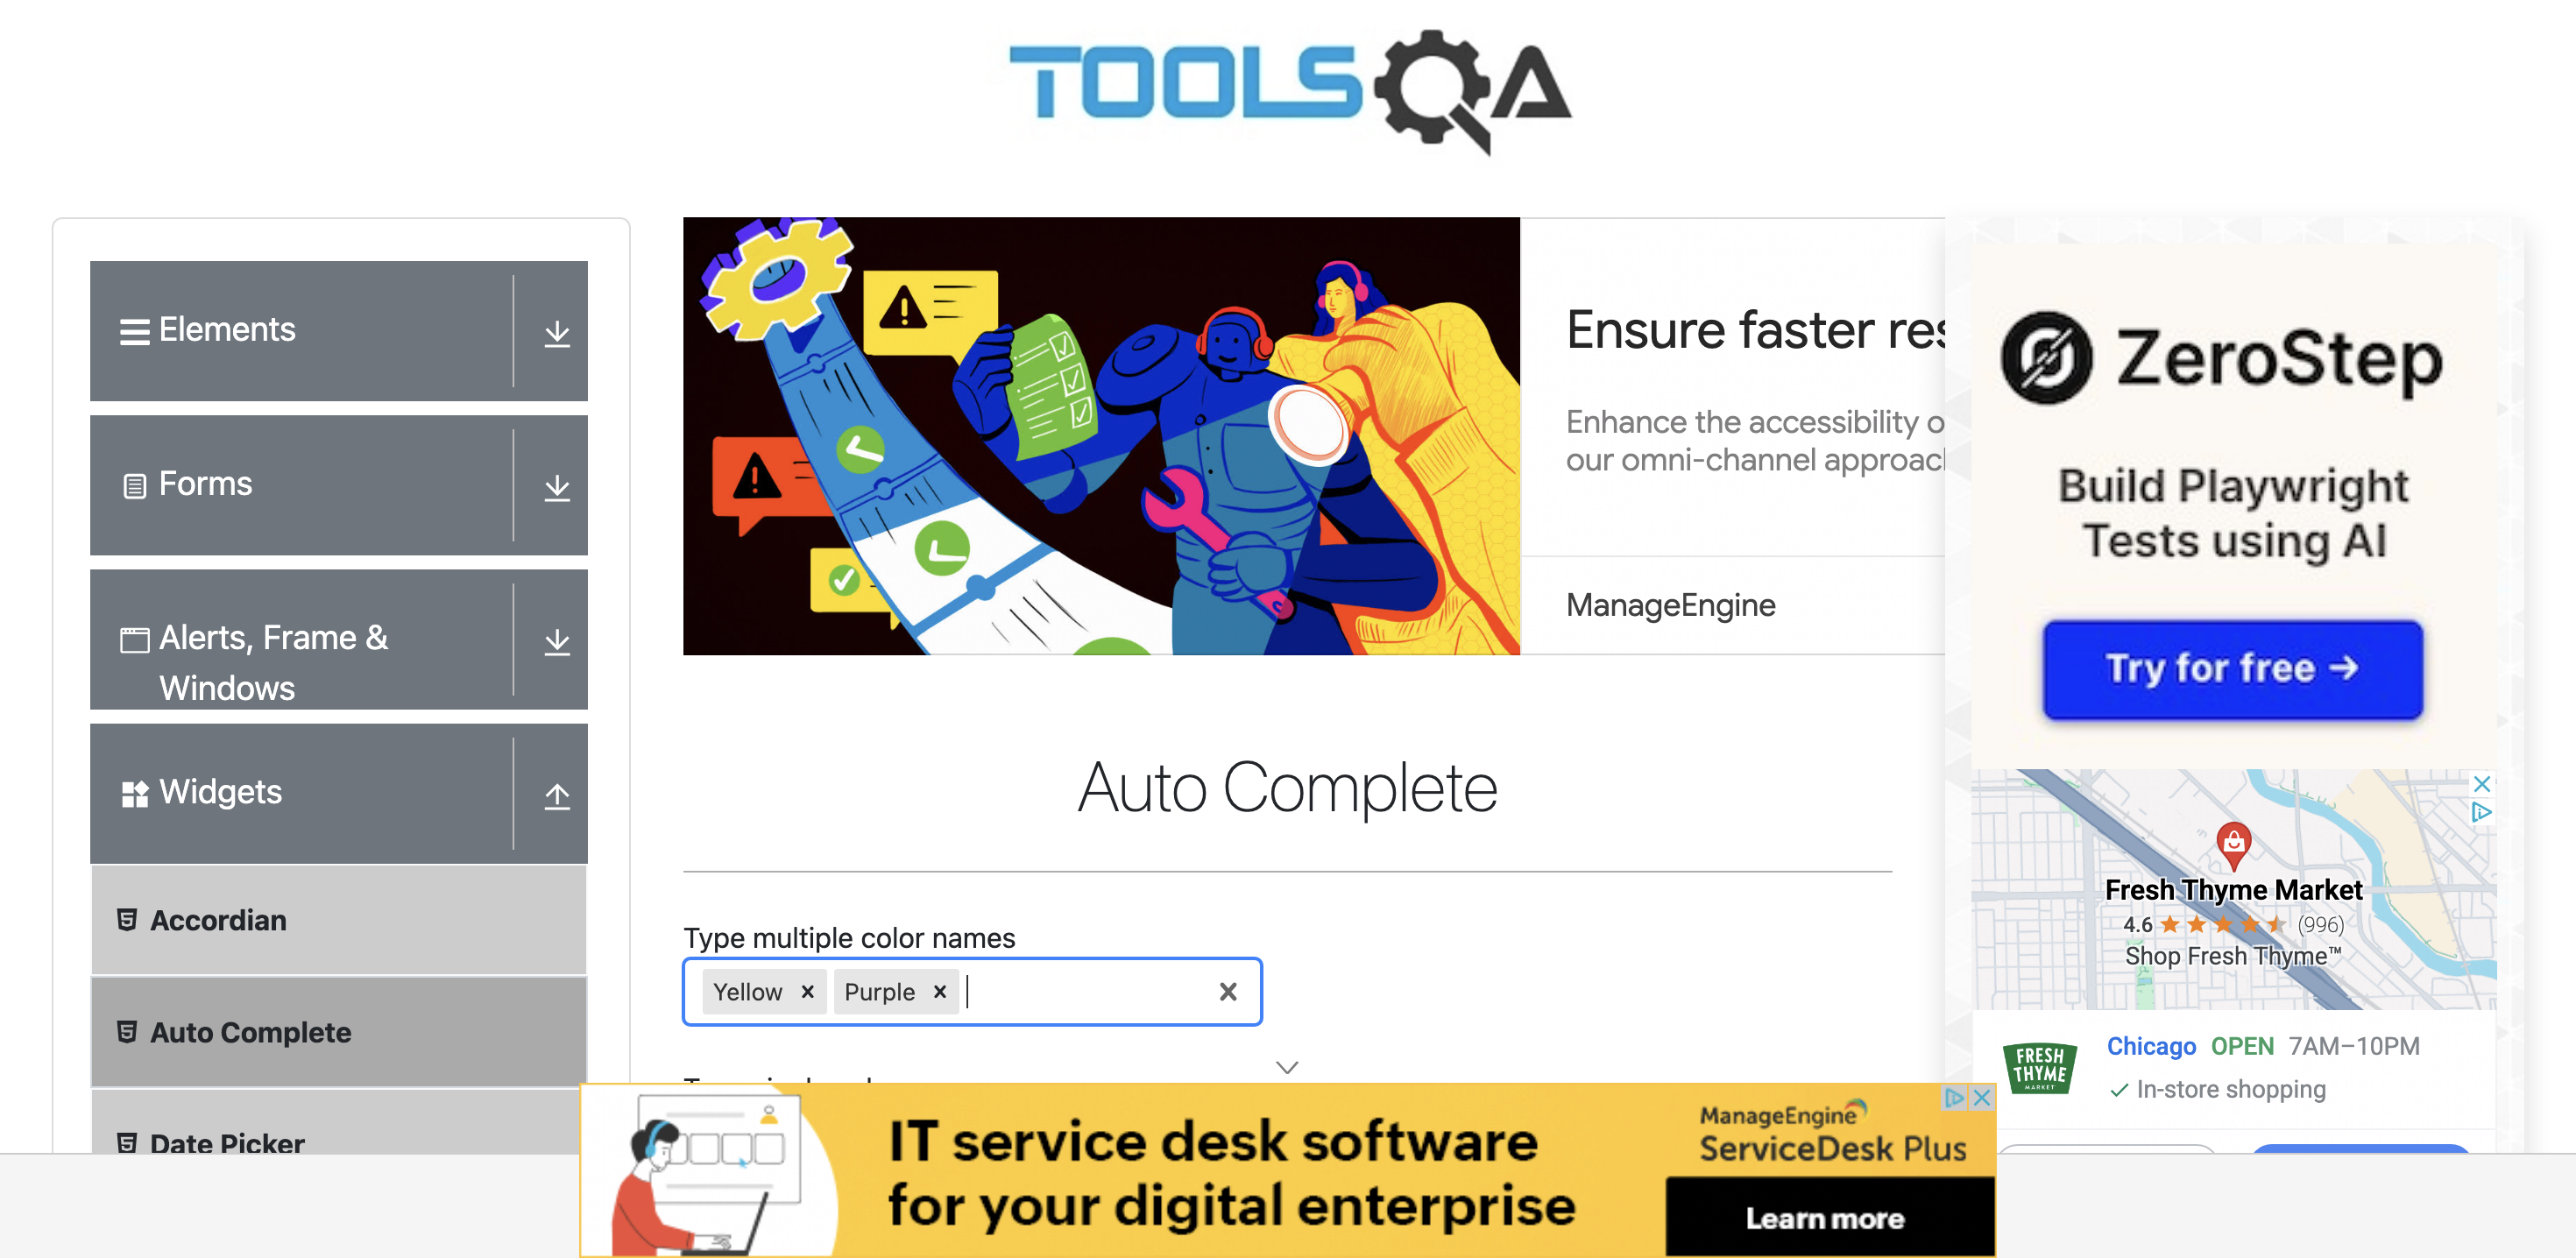 TOOLSQA
Elements
Forms
Alerts, Frame &
Windows
Widgets
Accordian
Auto Complete
Date Picker
Ensure faster res
Enhance the accessibility o
our omni-channel approac
ManageEngine
Auto Complete
Type multiple color names
Yellow
Purple
ZeroStep
Build Playwright
Tests using AI
Try for free →
Fresh Thyme Market
4.6 (996)
Shop Fresh Thyme™
FRESH
THYME
MARKET
Chicago OPEN 7AM–10PM
In-store shopping
IT service desk software
for your digital enterprise
ManageEngine
ServiceDesk Plus
Learn more